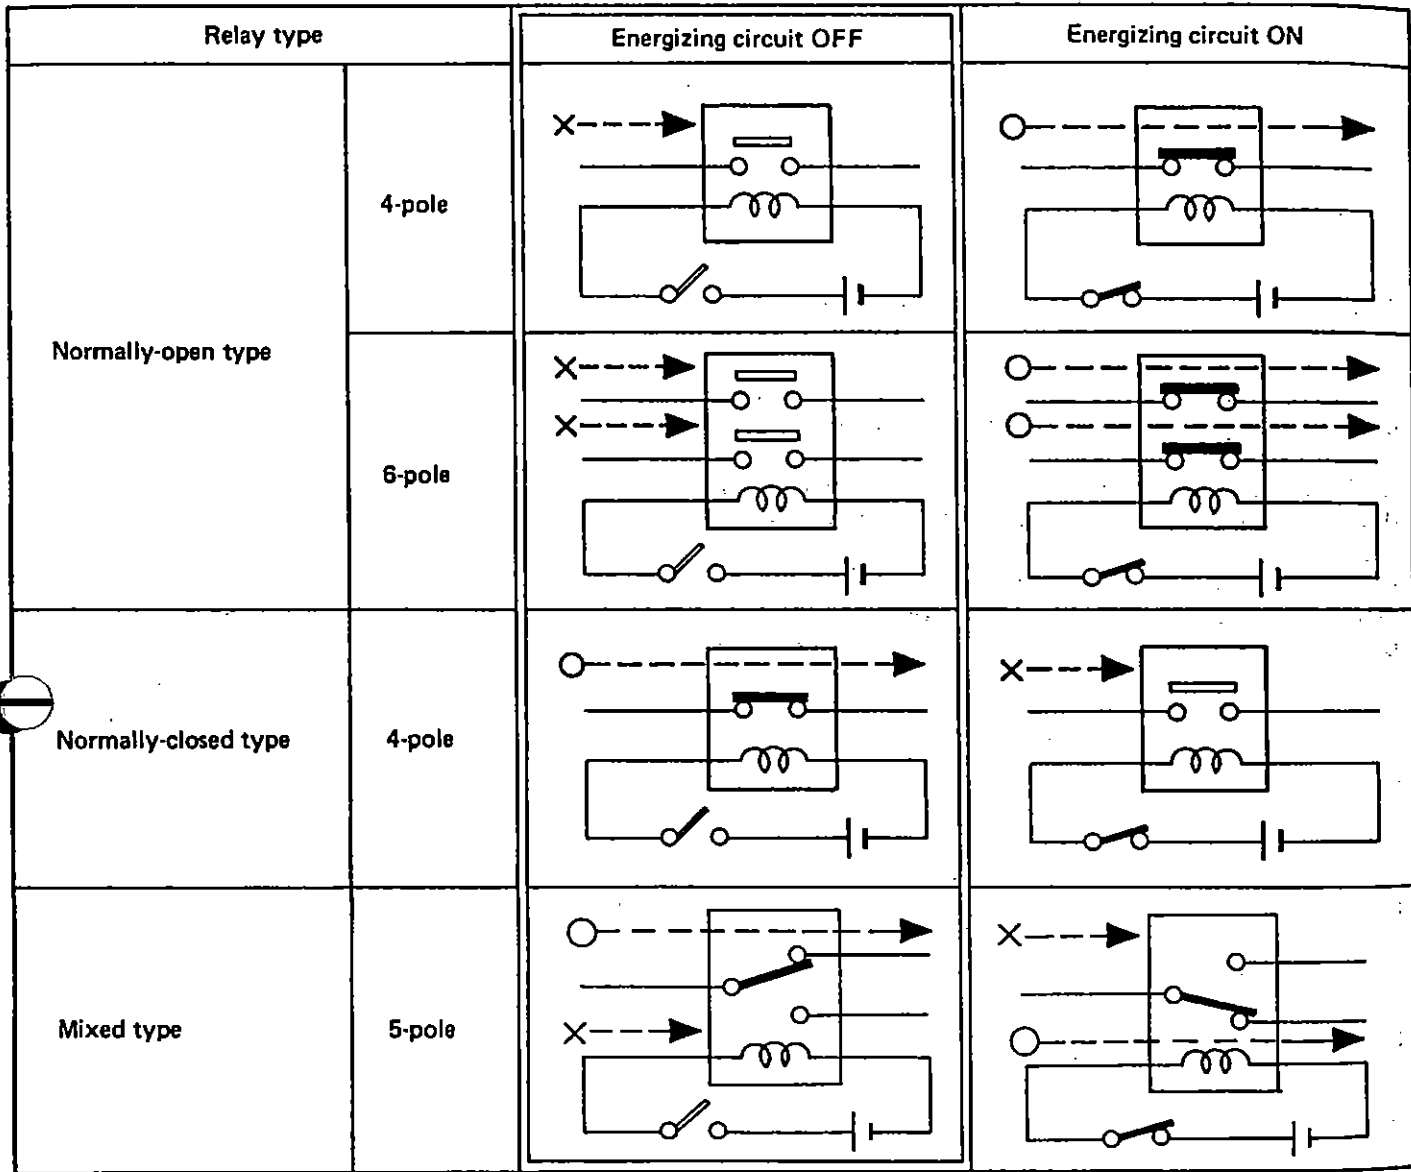 Relay type
Energizing circuit OFF
Energizing circuit ON
Normally-open type
4-pole
6-pole
Normally-closed type
4-pole
Mixed type
5-pole